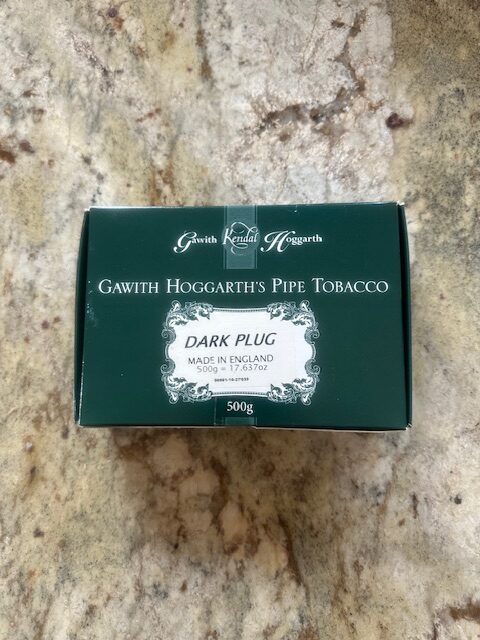 Gawith Kendal Hoggarth
GAWITH HOGGARTH'S PIPE TOBACCO
DARK PLUG
MADE IN ENGLAND
500g = 17.637oz
500g